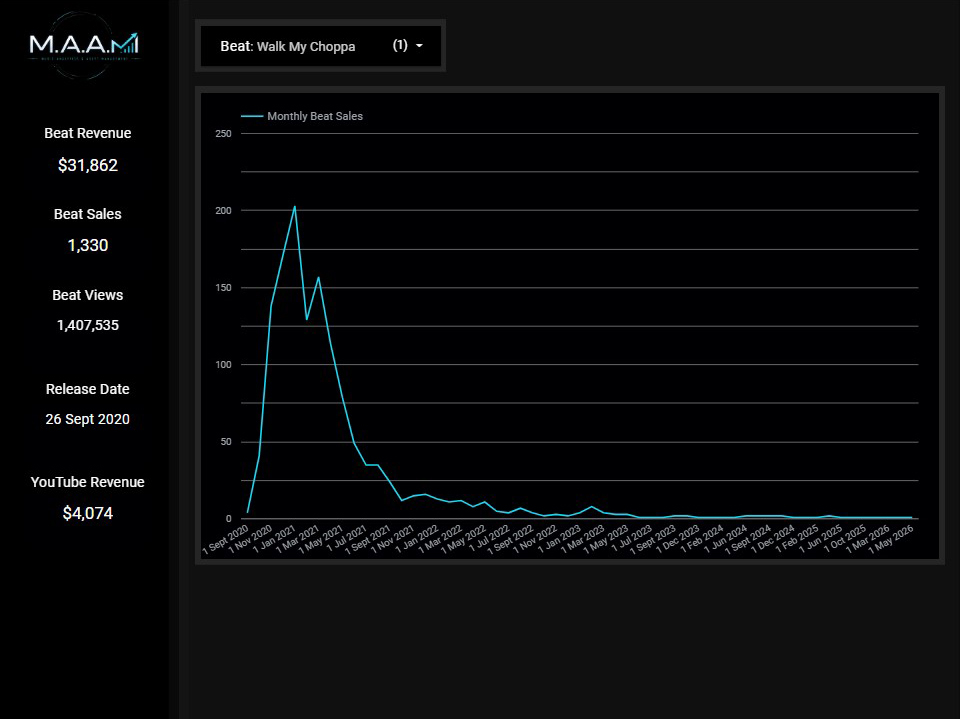 M.A.A.M
MUSIC ANALYTICS & ASSET MANAGEMENT
Beat: Walk My Choppa (1)
Beat Revenue
$31,862
Beat Sales
1,330
Beat Views
1,407,535
Release Date
26 Sept 2020
YouTube Revenue
$4,074
Monthly Beat Sales
250
200
150
100
50
0
1 Sept 2020
1 Nov 2020
1 Jan 2021
1 Mar 2021
1 May 2021
1 Jul 2021
1 Sept 2021
1 Nov 2021
1 Jan 2022
1 Mar 2022
1 May 2022
1 Jul 2022
1 Sept 2022
1 Nov 2022
1 Jan 2023
1 Mar 2023
1 May 2023
1 Jul 2023
1 Sept 2023
1 Dec 2023
1 Feb 2024
1 Jun 2024
1 Sept 2024
1 Dec 2024
1 Feb 2025
1 Jun 2025
1 Oct 2025
1 Mar 2026
1 May 2026